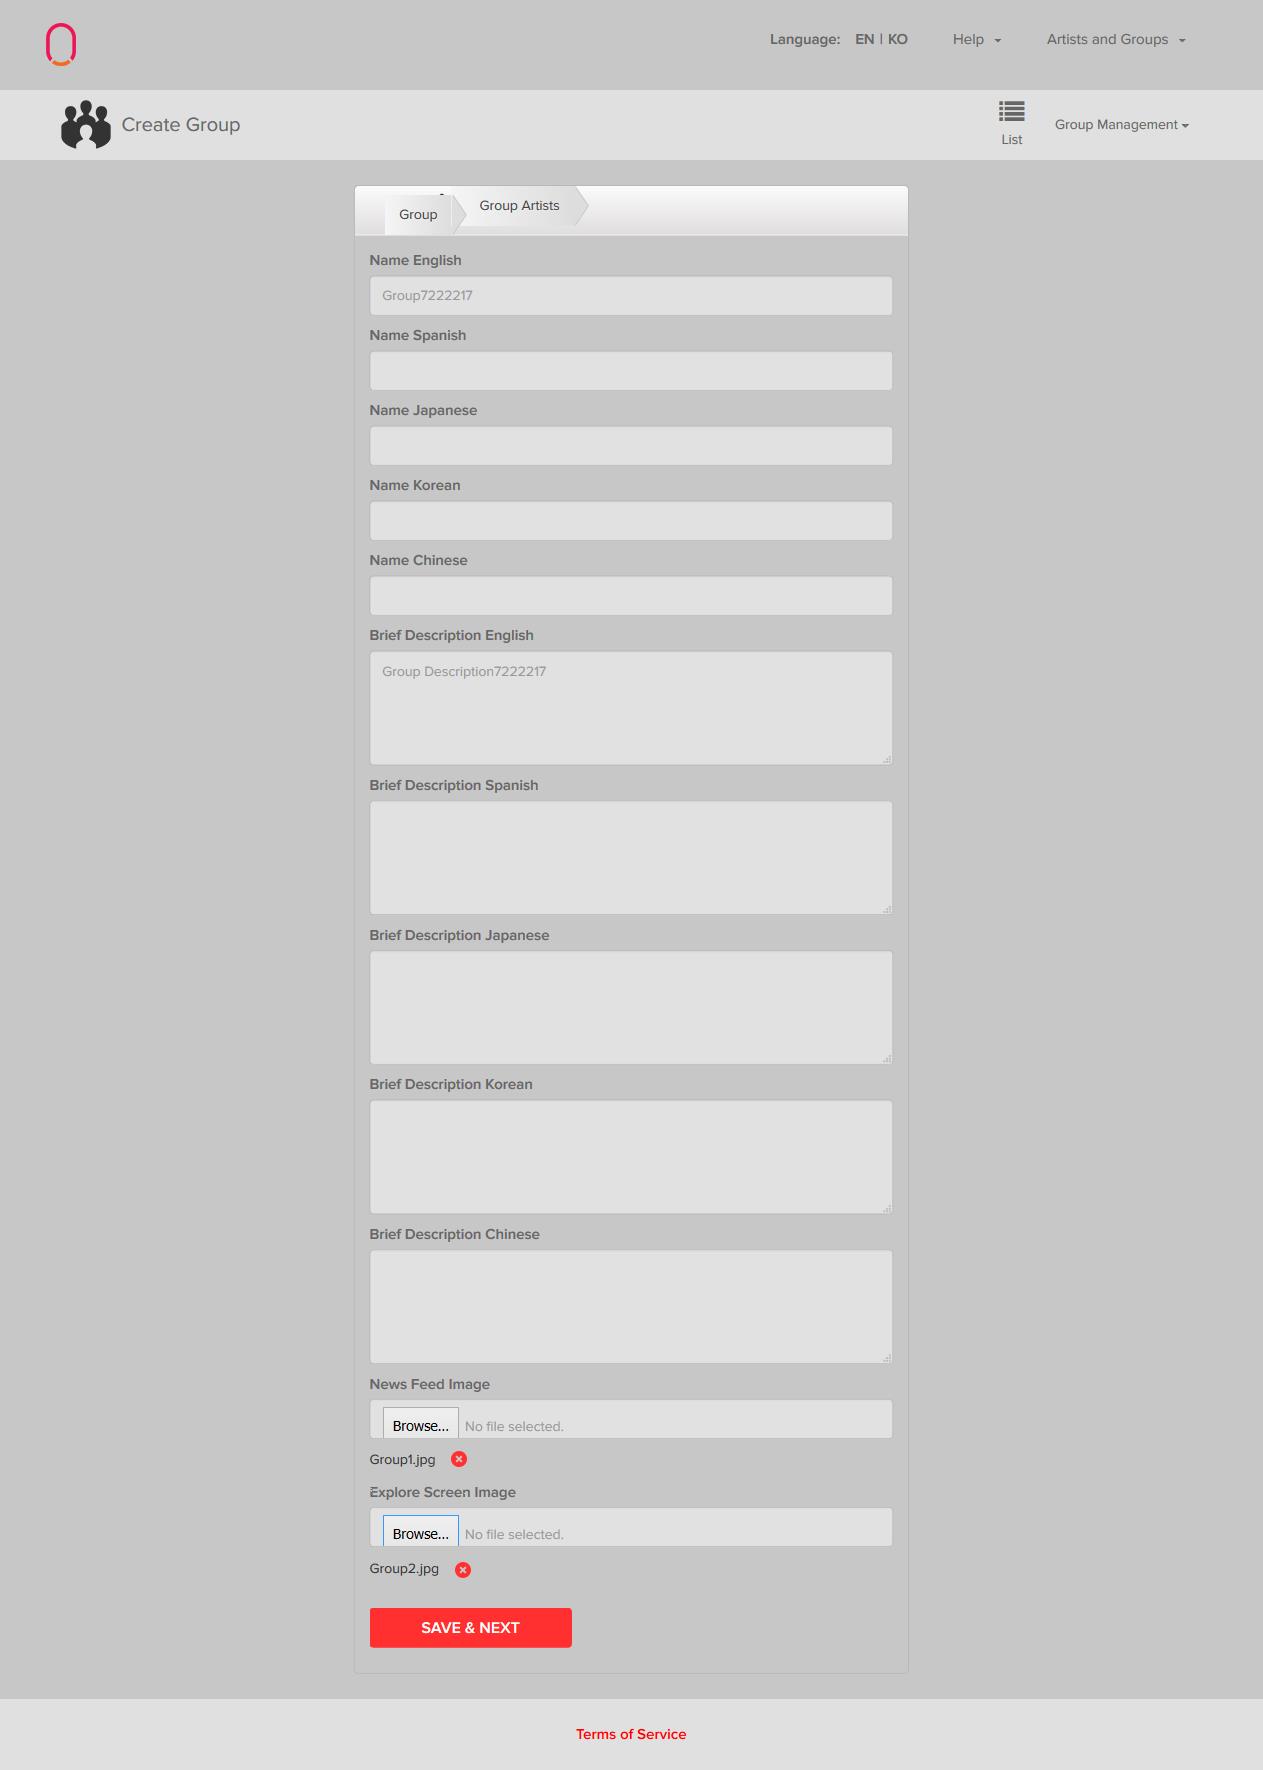 Language: EN | KO Help Artists and Groups
Create Group
List
Group Management
Group
Group Artists
Name English
Group7222217
Name Spanish
Name Japanese
Name Korean
Name Chinese
Brief Description English
Group Description7222217
Brief Description Spanish
Brief Description Japanese
Brief Description Korean
Brief Description Chinese
News Feed Image
Browse... No file selected.
Group1.jpg
Explore Screen Image
Browse... No file selected.
Group2.jpg
SAVE & NEXT
Terms of Service